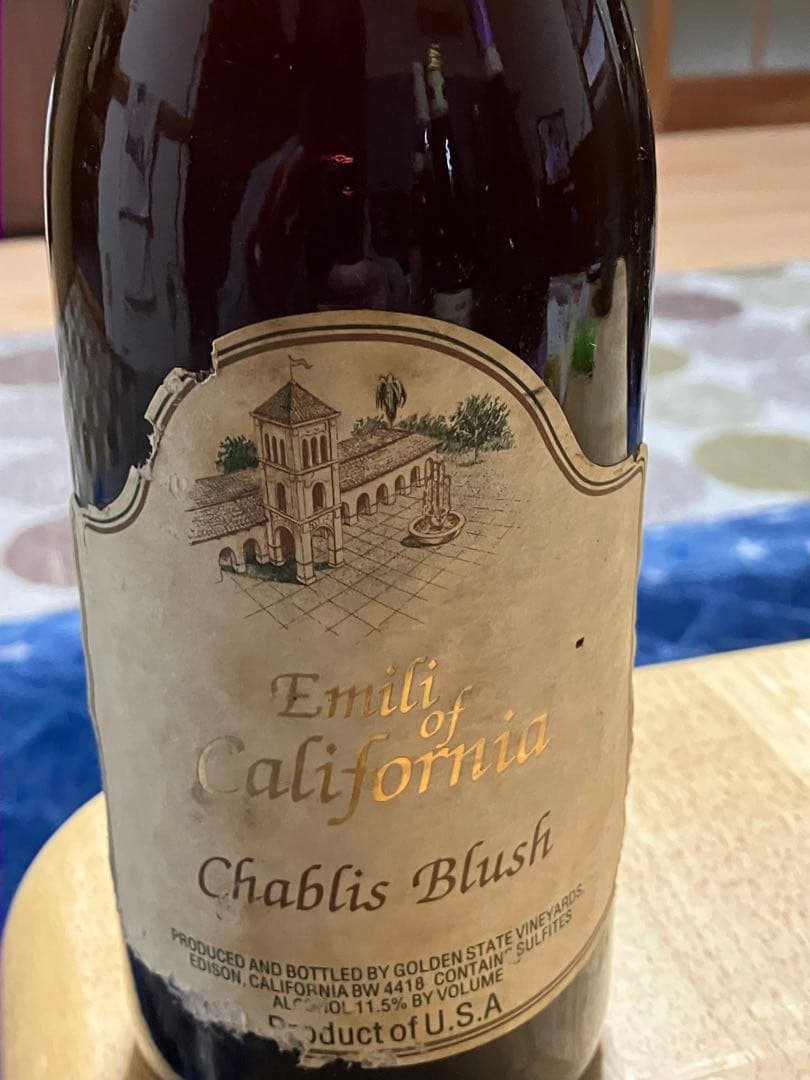 Emili
of
California
Chablis Blush
PRODUCED AND BOTTLED BY GOLDEN STATE VINEYARDS,
EDISON, CALIFORNIA BW 4418 CONTAINS SULFITES
ALCOHOL 11.5% BY VOLUME
Product of U.S.A